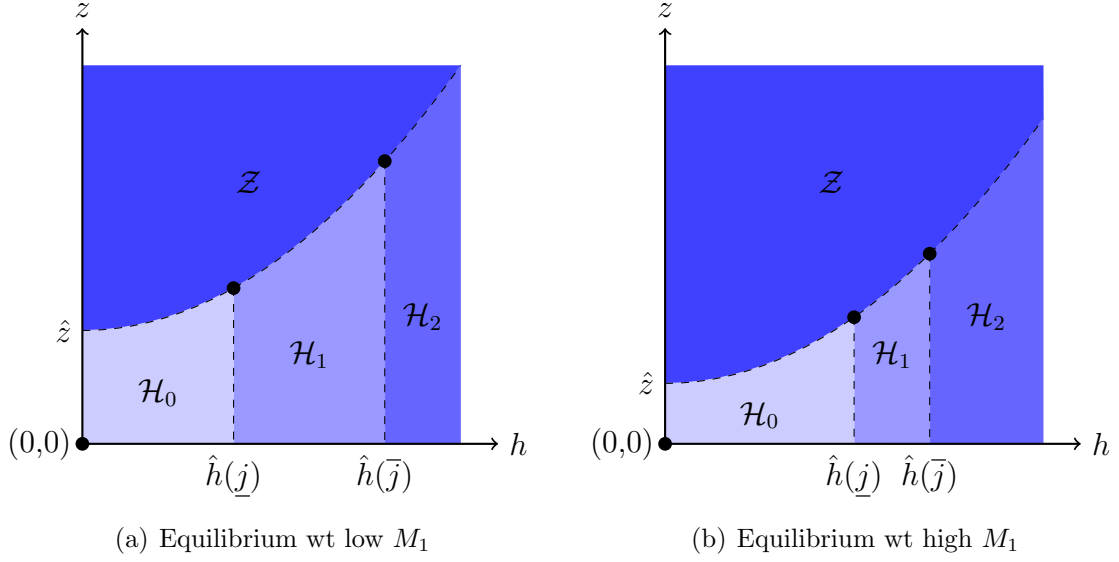 z
𝒵
ẑ
ℋ₂
ℋ₁
ℋ₀
(0,0)
h
ĥ(j̲)
ĥ(j̅)
(a) Equilibrium wt low M₁
z
𝒵
ẑ
ℋ₁
ℋ₂
ℋ₀
(0,0)
h
ĥ(j̲)
ĥ(j̅)
(b) Equilibrium wt high M₁